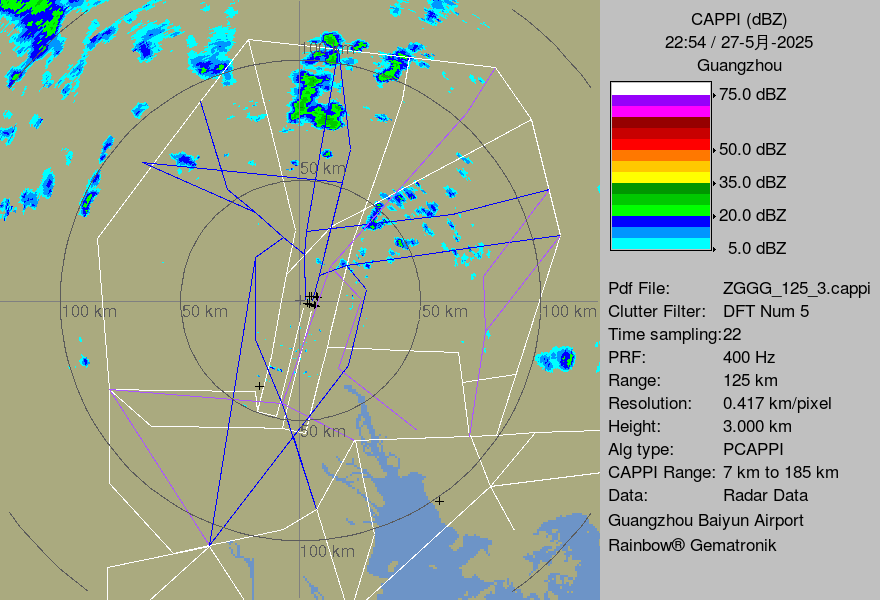 CAPPI (dBZ)
22:54 / 27-5月-2025
Guangzhou
75.0 dBZ
50.0 dBZ
35.0 dBZ
20.0 dBZ
5.0 dBZ
Pdf File: ZGGG_125_3.cappi
Clutter Filter: DFT Num 5
Time sampling:22
PRF: 400 Hz
Range: 125 km
Resolution: 0.417 km/pixel
Height: 3.000 km
Alg type: PCAPPI
CAPPI Range: 7 km to 185 km
Data: Radar Data
Guangzhou Baiyun Airport
Rainbow® Gematronik
100 km
50 km
100 km
50 km
50 km
100 km
50 km
100 km